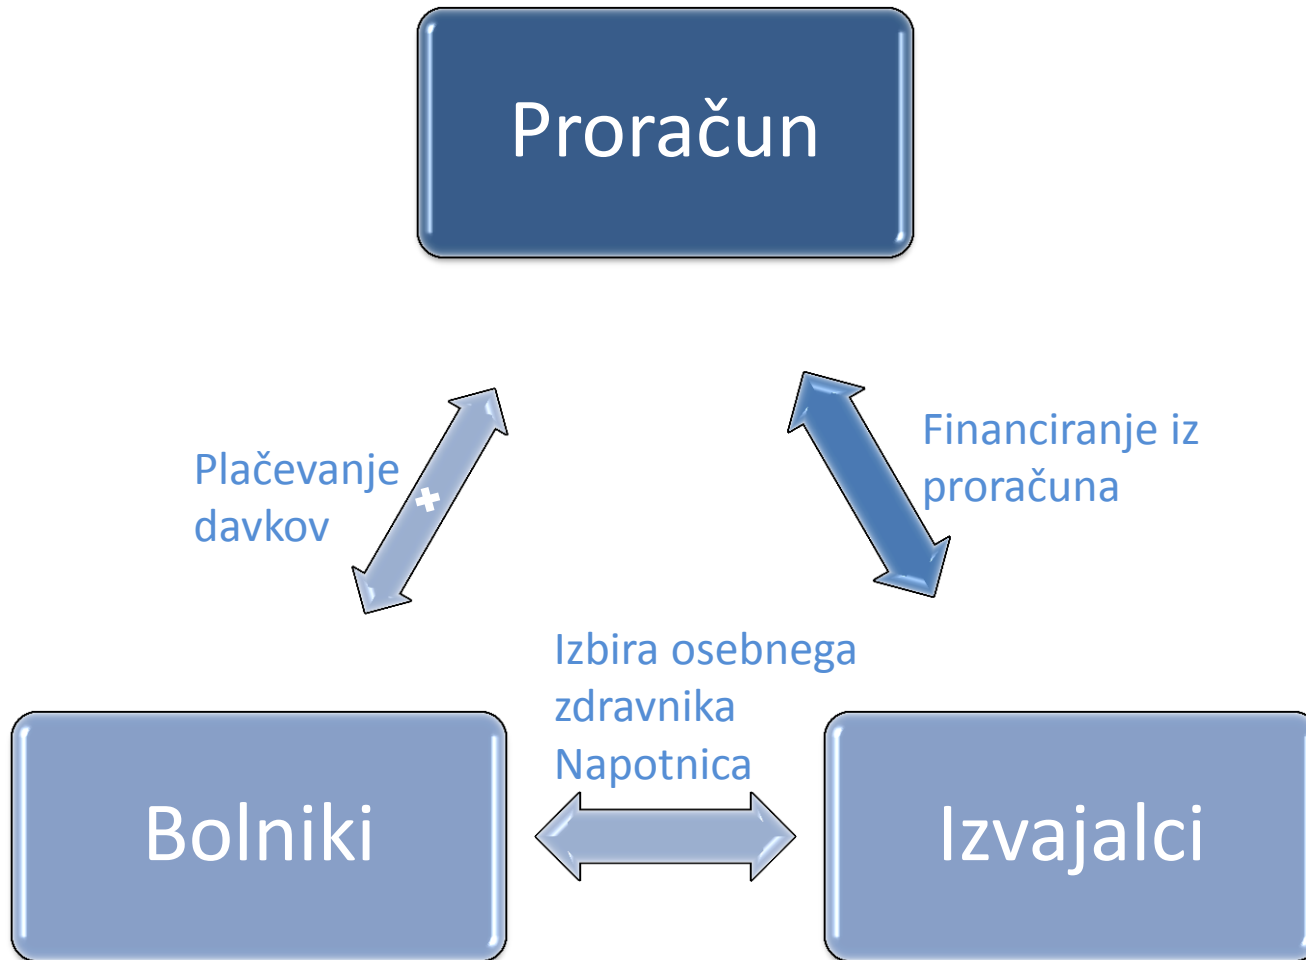 Proračun
Plačevanje
davkov
Financiranje iz
proračuna
Izbira osebnega
zdravnika
Napotnica
Bolniki
Izvajalci